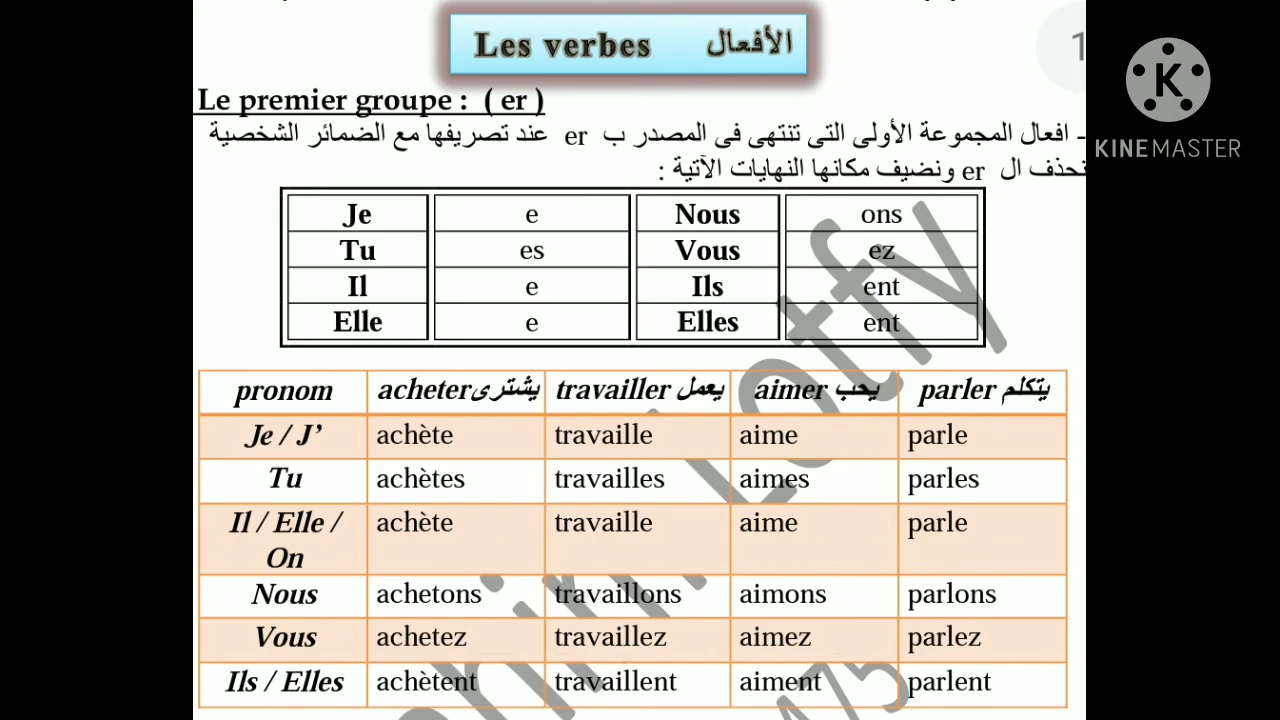 Les verbes الأفعال
1
KINEMASTER
Le premier groupe : ( er )
- افعال المجموعة الأولى التى تنتهى فى المصدر ب er عند تصريفها مع الضمائر الشخصية
نحذف ال er ونضيف مكانها النهايات الآتية :
Je e Nous ons
Tu es Vous ez
Il e Ils ent
Elle e Elles ent
pronom acheter يشترى travailler يعمل aimer يحب parler يتكلم
Je / J’ achète travaille aime parle
Tu achètes travailles aimes parles
Il / Elle / On achète travaille aime parle
Nous achetons travaillons aimons parlons
Vous achetez travaillez aimez parlez
Ils / Elles achètent travaillent aiment parlent
Lotfy